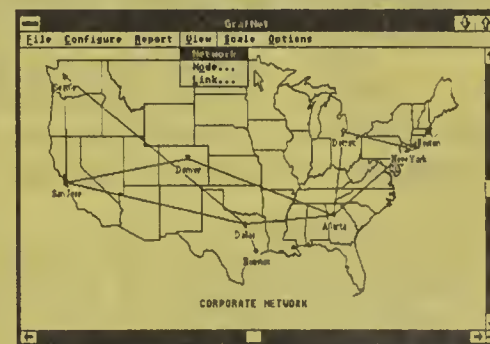 GrafNet
File Configure Report View Scale Options
Network
Node...
Link...
Seattle
Detroit
Boston
New York
Denver
San Jose
Atlanta
Dallas
CORPORATE NETWORK